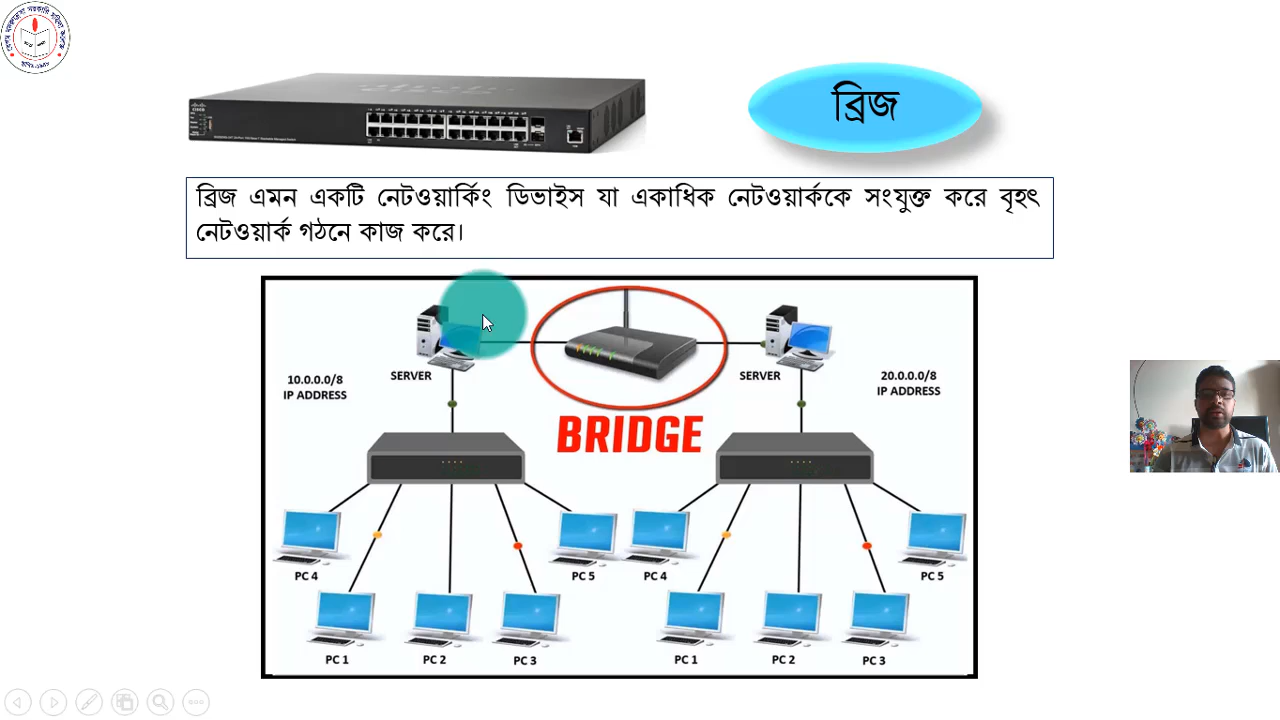 ব্রিজ
CISCO
ব্রিজ এমন একটি নেটওয়ার্কিং ডিভাইস যা একাধিক নেটওয়ার্ককে সংযুক্ত করে বৃহৎ
নেটওয়ার্ক গঠনে কাজ করে।
SERVER
SERVER
10.0.0.0/8
IP ADDRESS
20.0.0.0/8
IP ADDRESS
BRIDGE
PC 4
PC 5
PC 4
PC 5
PC 1
PC 2
PC 3
PC 1
PC 2
PC 3